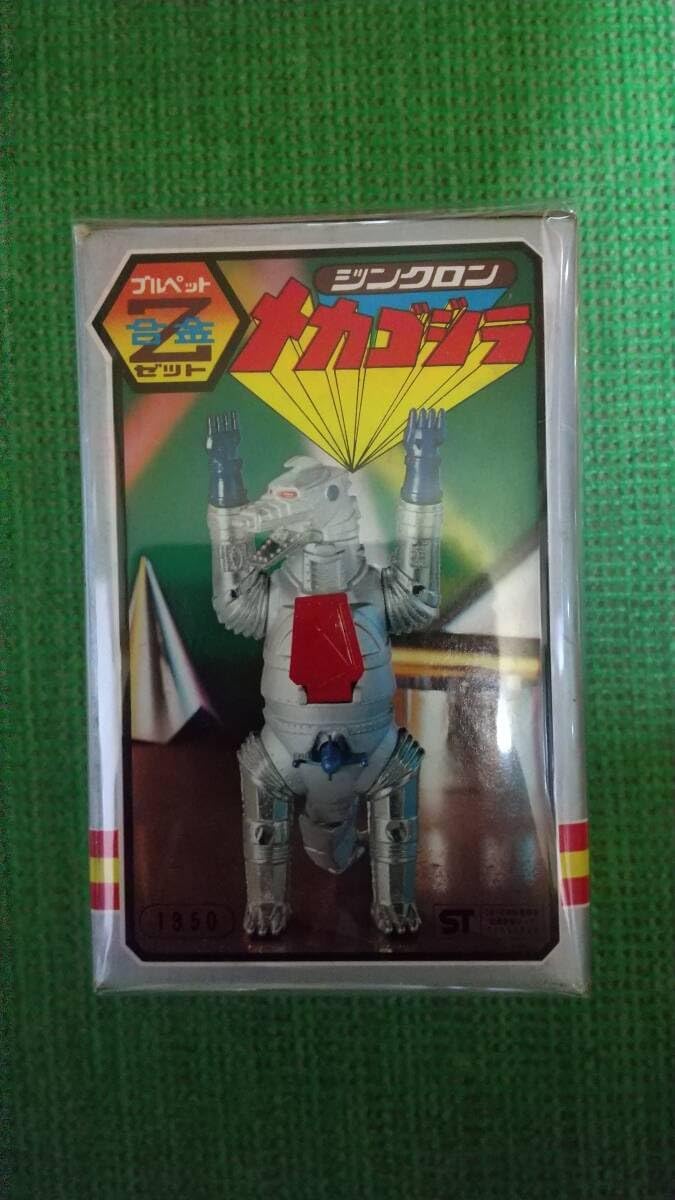 ブルペット
合金
Z
ゼット
ジンクロン
メカゴジラ
1350
ST